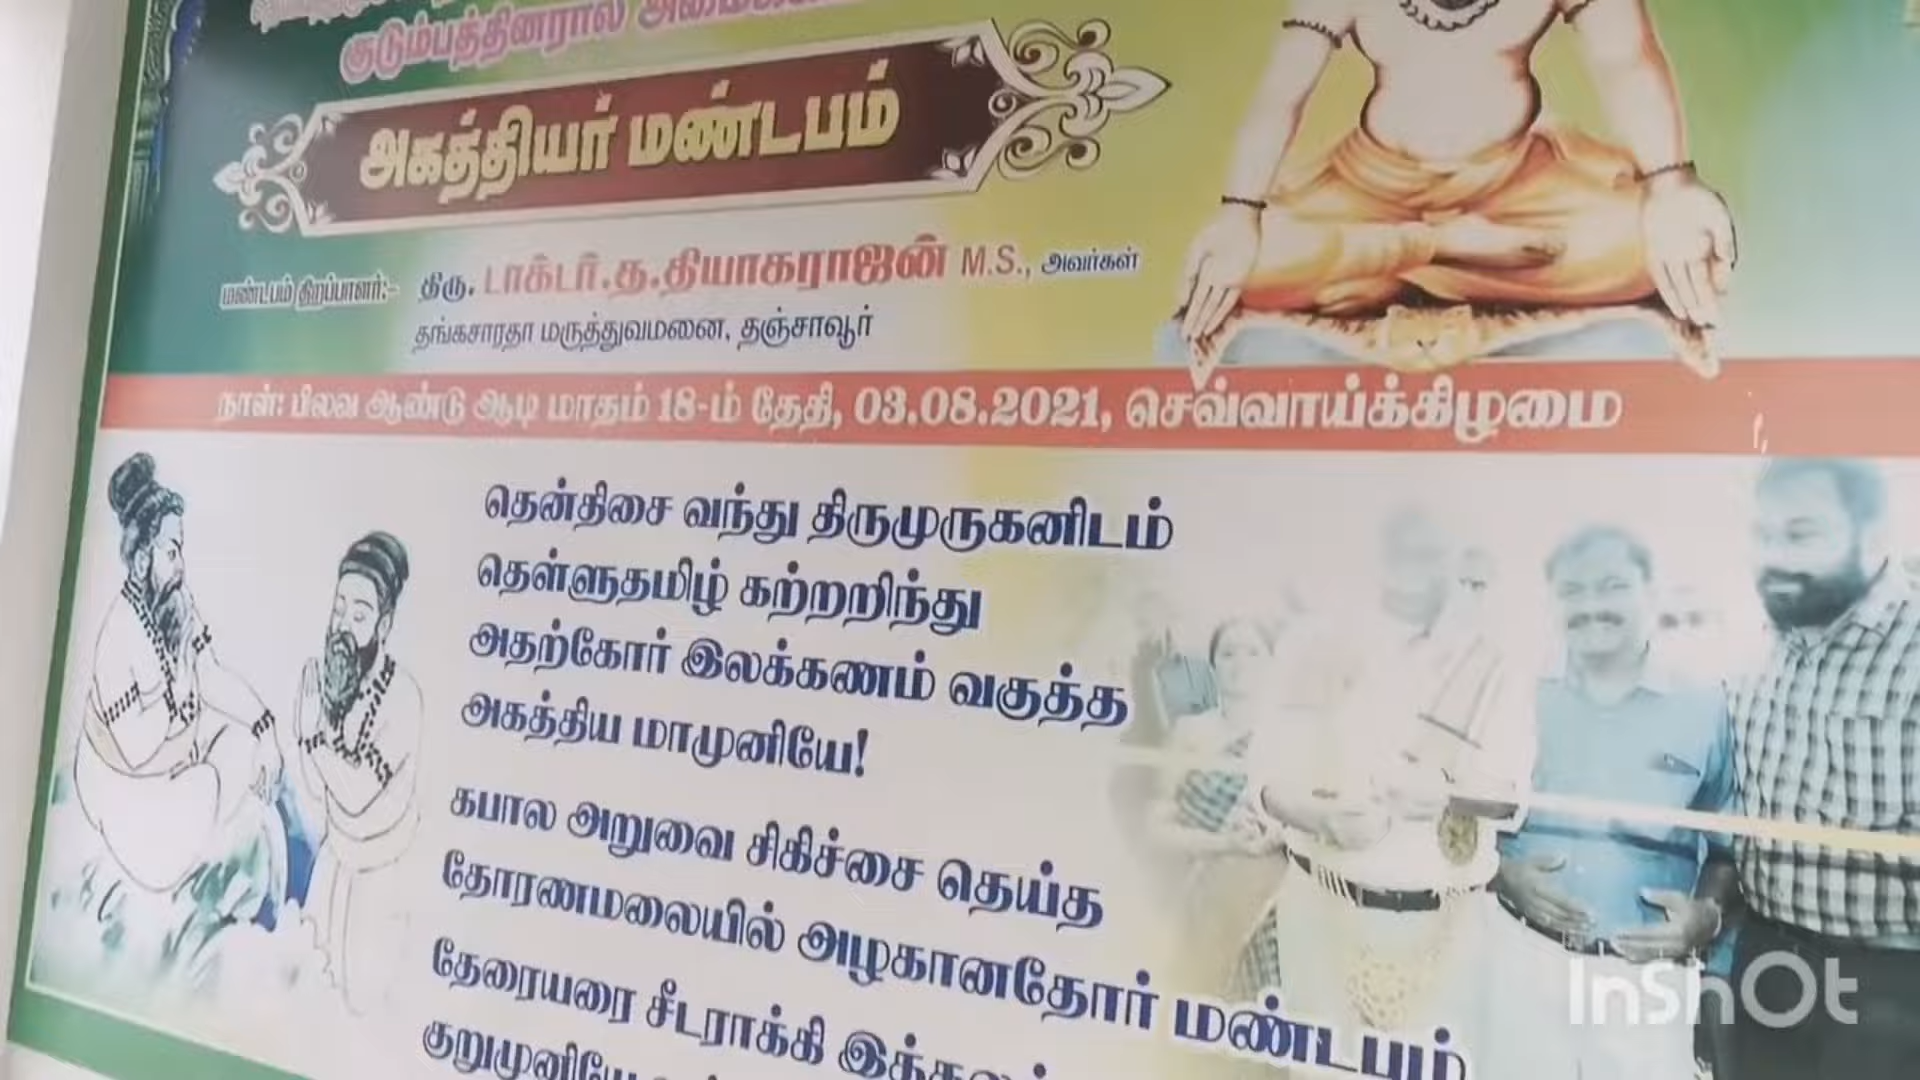 குடும்பத்தினரால்
அகத்தியர் மண்டபம்
மண்டபம் திறப்பாளர்:- திரு. டாக்டர்.த.தியாகராஜன் M.S., அவர்கள்
தங்கசாரதா மருத்துவமனை, தஞ்சாவூர்
நாள்: பிலவ ஆண்டு ஆடி மாதம் 18-ம் தேதி, 03.08.2021, செவ்வாய்க்கிழமை
தென்திசை வந்து திருமுருகனிடம்
தெள்ளுதமிழ் கற்றறிந்து
அதற்கோர் இலக்கணம் வகுத்த
அகத்திய மாமுனியே!
கபால அறுவை சிகிச்சை தெய்த
தோரணமலையில் அழகானதோர் மண்டபம்
தேரையரை சீடராக்கி
குறுமுனியே
InShOt